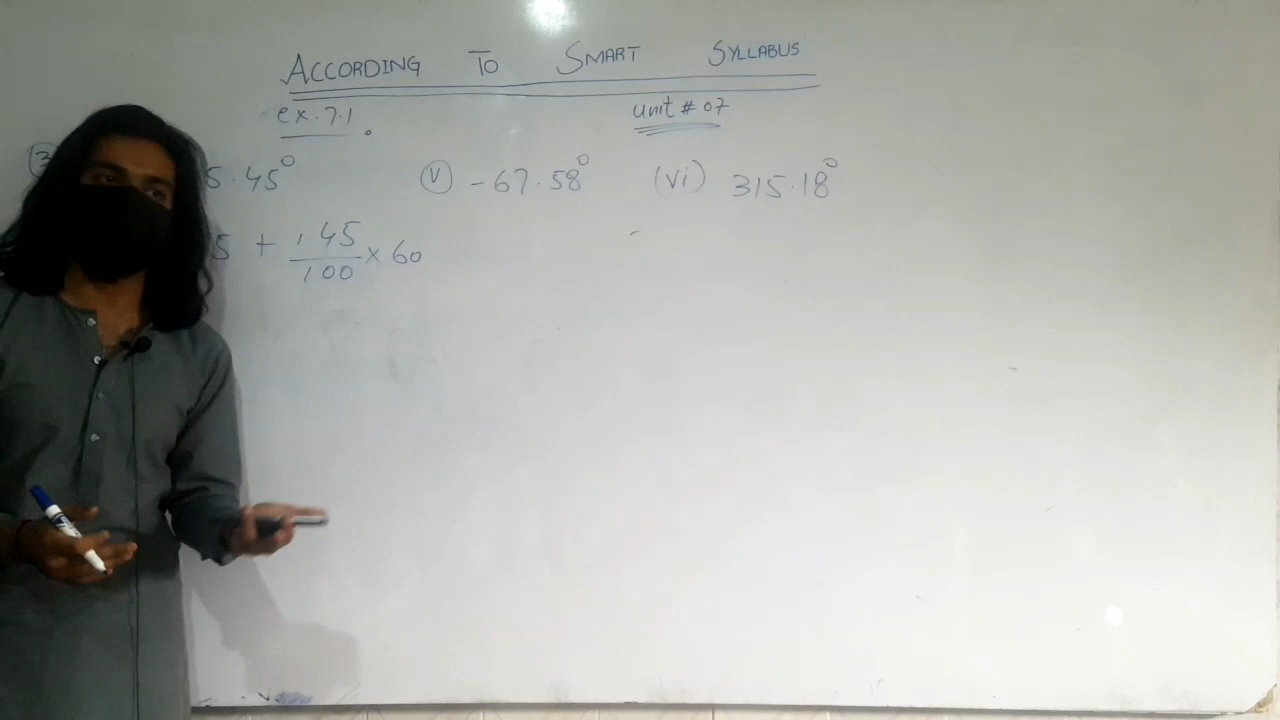 ACCORDING TO SMART SYLLABUS
ex.7.1 unit # 07
5.45° (v) -67.58° (vi) 315.18°
5 + 45/100 × 60